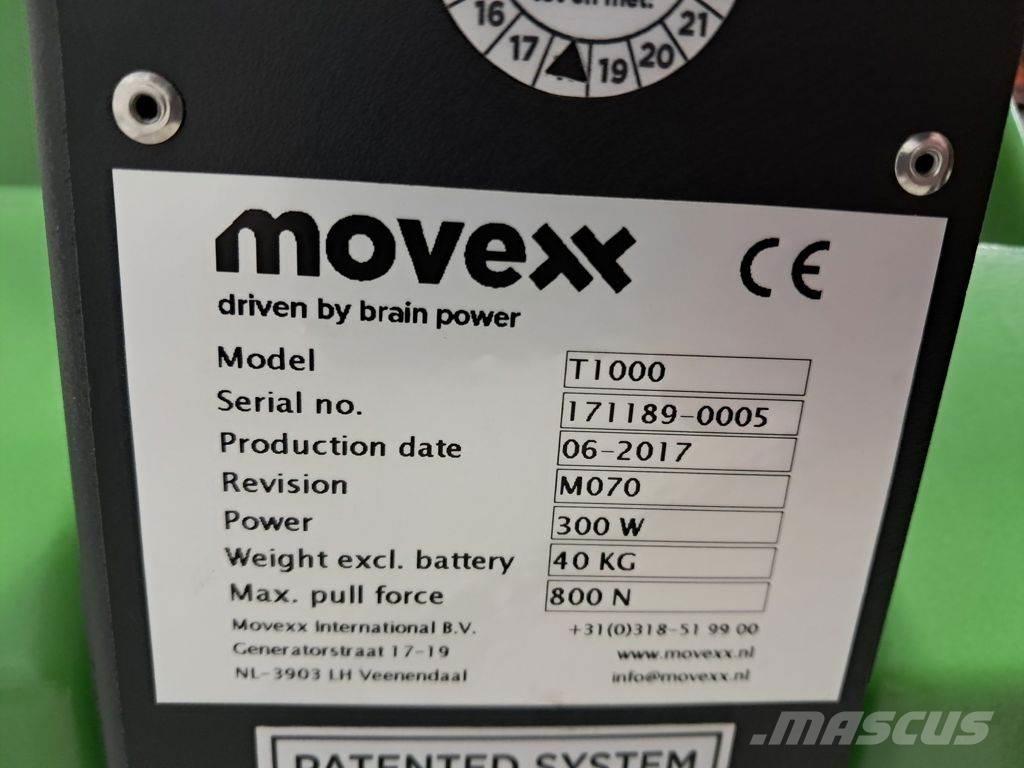 16 17 19 20 21
movexx CE
driven by brain power
Model T1000
Serial no. 171189-0005
Production date 06-2017
Revision M070
Power 300 W
Weight excl. battery 40 KG
Max. pull force 800 N
Movexx International B.V. +31(0)318-51 99 00
Generatorstraat 17-19 www.movexx.nl
NL-3903 LH Veenendaal info@movexx.nl
PATENTED SYSTEM
MASCUS